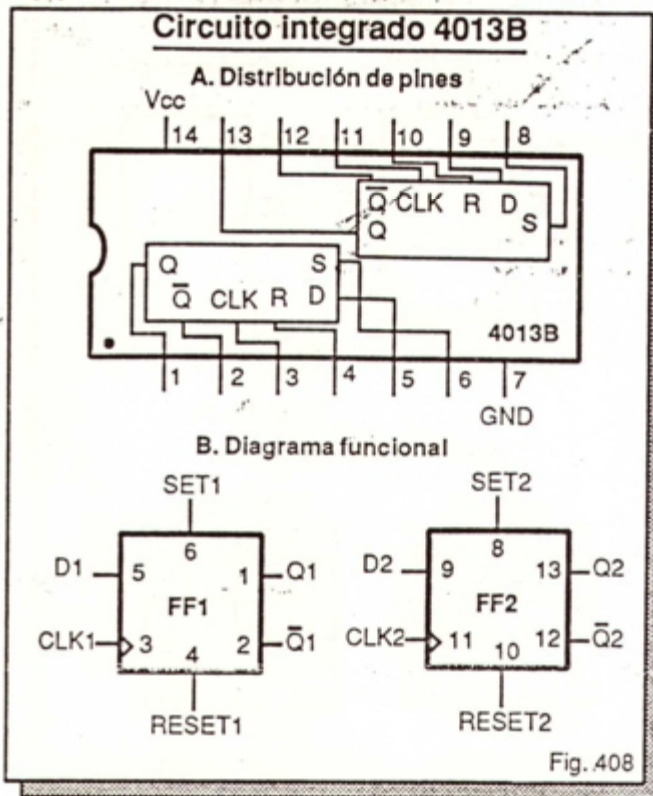 Circuito integrado 4013B
A. Distribución de pines
Vcc
14 13 12 11 10 9 8
Q̅ CLK R D
Q S
Q S
Q̅ CLK R D
4013B
1 2 3 4 5 6 7
GND
B. Diagrama funcional
SET1 SET2
6 8
D1 5 1 Q1 D2 9 13 Q2
FF1 FF2
CLK1 3 2 Q̅1 CLK2 11 12 Q̅2
4 10
RESET1 RESET2
Fig. 408